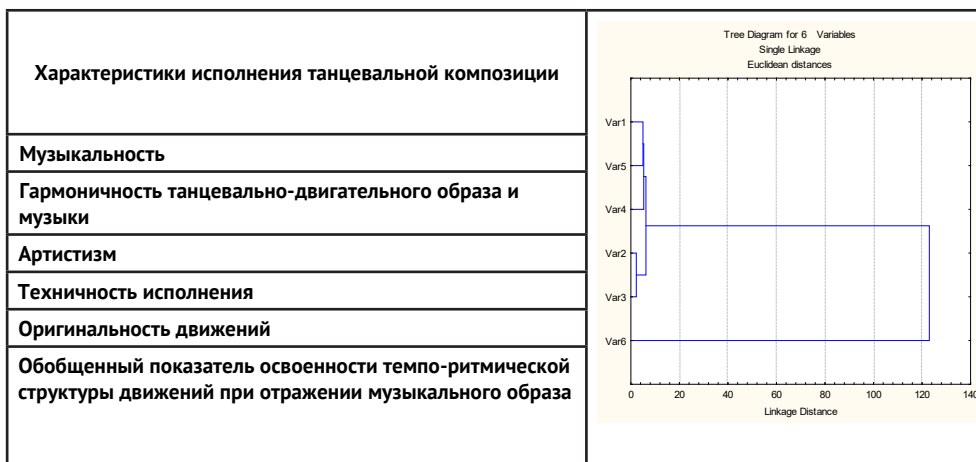 Характеристики исполнения танцевальной композиции
Музыкальность
Гармоничность танцевально-двигательного образа и
музыки
Артистизм
Техничность исполнения
Оригинальность движений
Обобщенный показатель освоенности темпо-ритмической
структуры движений при отражении музыкального образа
Tree Diagram for 6 Variables
Single Linkage
Euclidean distances
Var1
Var5
Var4
Var2
Var3
Var6
0 20 40 60 80 100 120 140
Linkage Distance